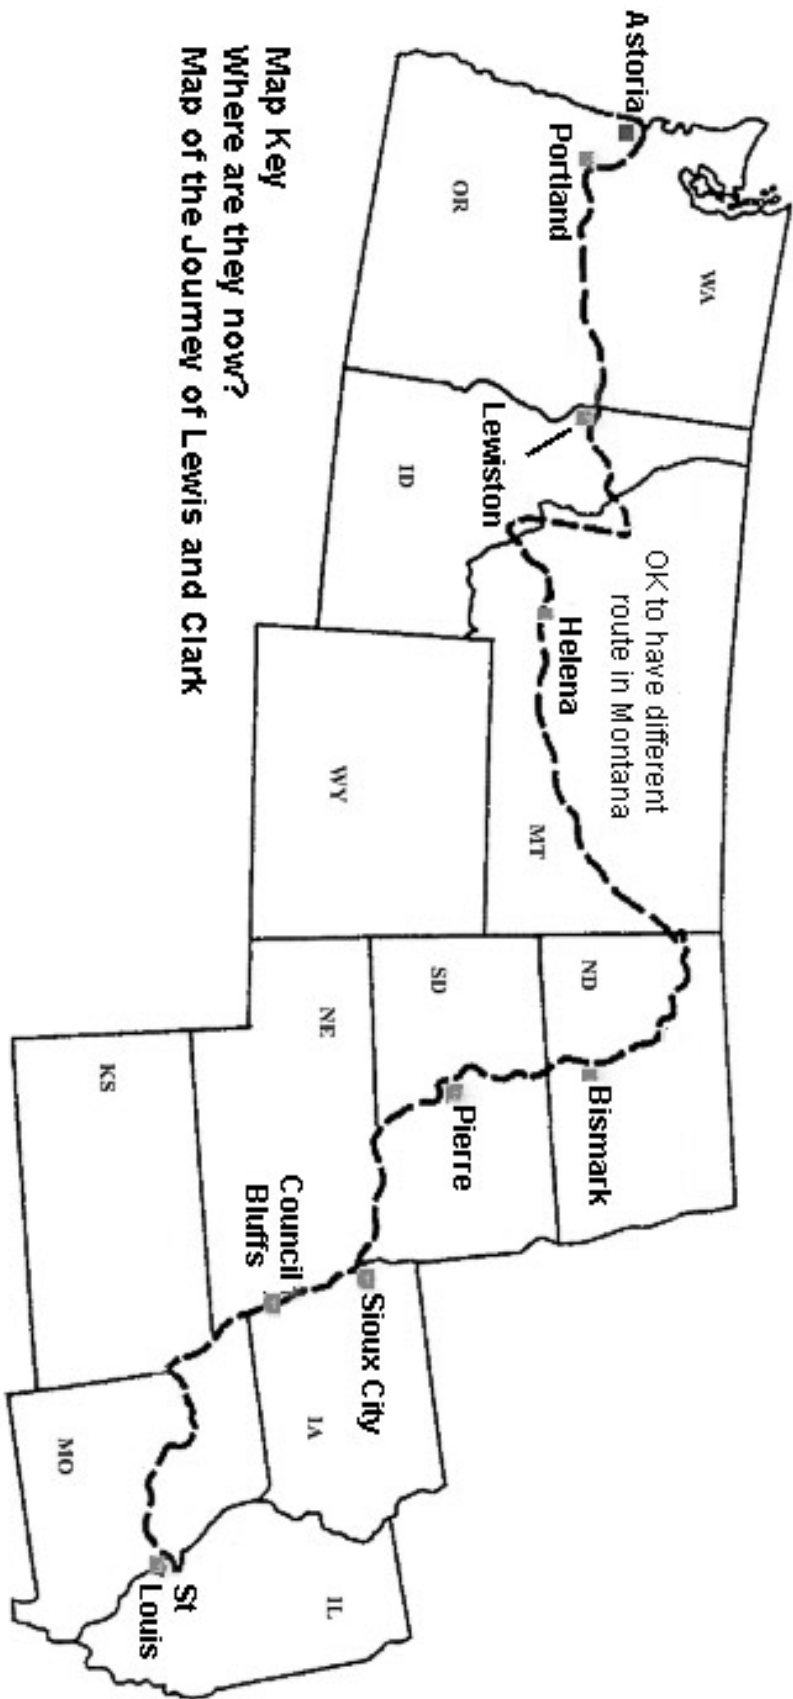 Astoria
Portland
WA
OR
Lewiston
ID
OK to have different
route in Montana
Helena
MT
WY
ND
Bismark
SD
Pierre
NE
Sioux City
Council
Bluffs
IA
KS
MO
St
Louis
IL
Map Key
Where are they now?
Map of the Journey of Lewis and Clark